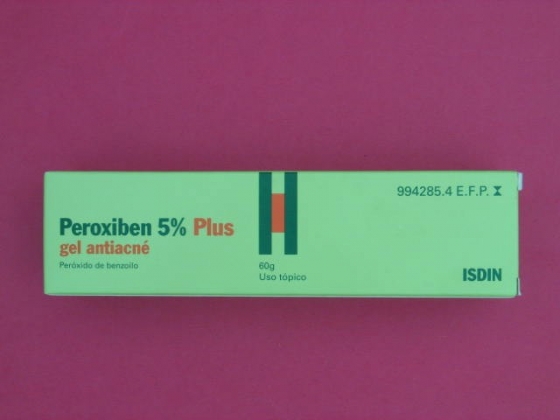 994285.4 E.F.P.
Peroxiben 5% Plus
gel antiacné
Peróxido de benzoilo
60g
Uso tópico
ISDIN